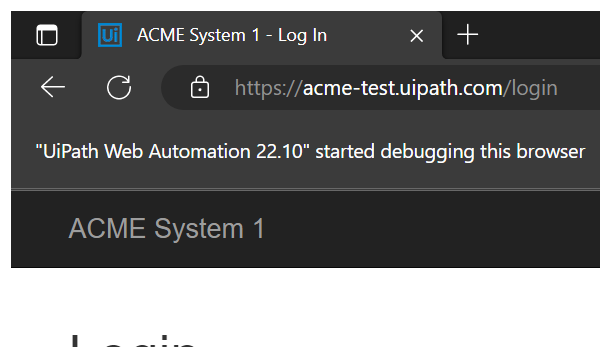 Ui ACME System 1 - Log In
https://acme-test.uipath.com/login
"UiPath Web Automation 22.10" started debugging this browser
ACME System 1
Login